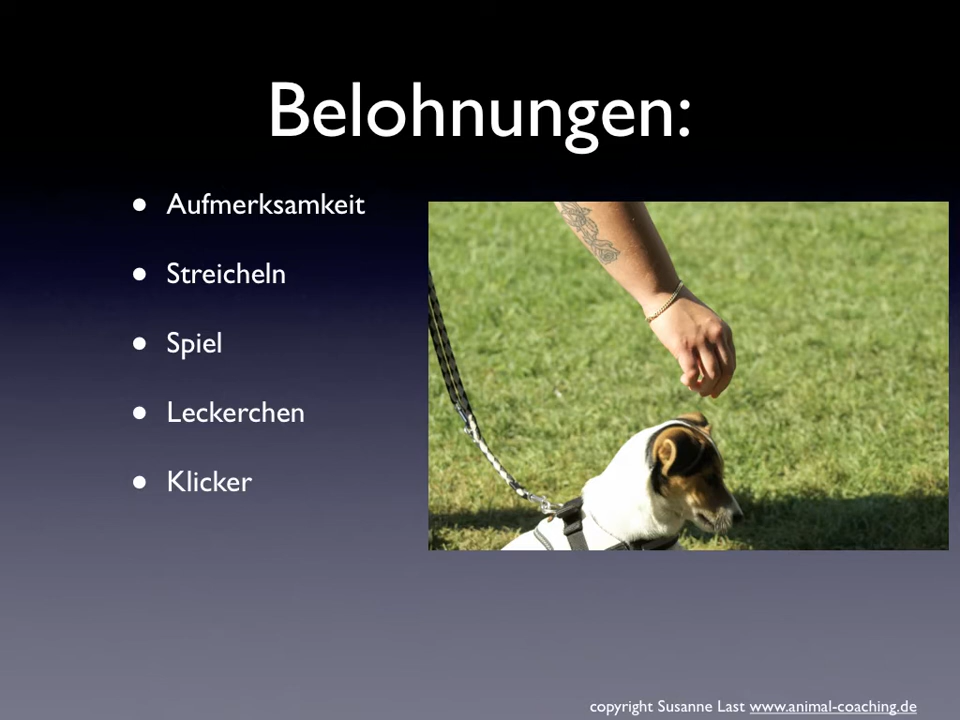 Belohnungen:
• Aufmerksamkeit
• Streicheln
• Spiel
• Leckerchen
• Klicker
copyright Susanne Last www.animal-coaching.de